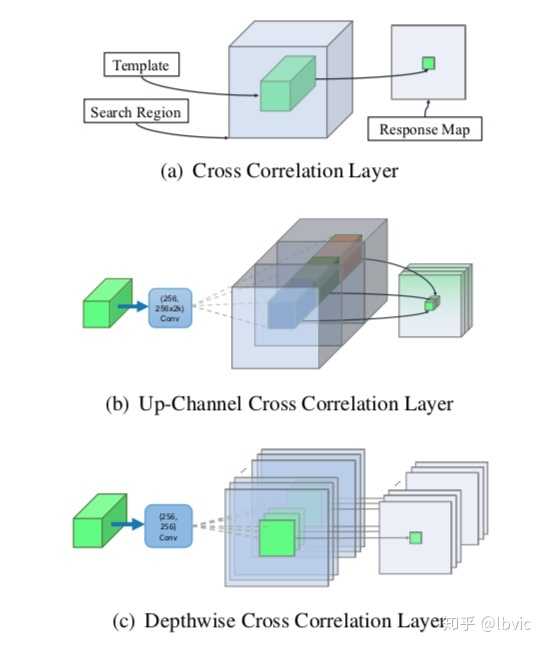 Template
Search Region
Response Map
(a) Cross Correlation Layer
(256,
256x2k)
Conv
(b) Up-Channel Cross Correlation Layer
(256,
256)
Conv
(c) Depthwise Cross Correlation Layer
知乎 @lbvic